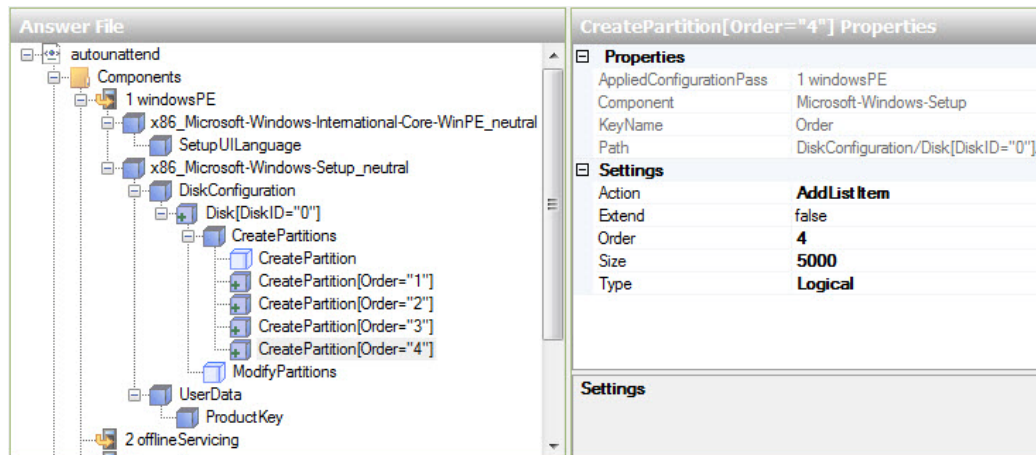 Answer File
autounattend
Components
1 windowsPE
x86_Microsoft-Windows-International-Core-WinPE_neutral
SetupUILanguage
x86_Microsoft-Windows-Setup_neutral
DiskConfiguration
Disk[DiskID="0"]
CreatePartitions
CreatePartition
CreatePartition[Order="1"]
CreatePartition[Order="2"]
CreatePartition[Order="3"]
CreatePartition[Order="4"]
ModifyPartitions
UserData
ProductKey
2 offlineServicing
CreatePartition[Order="4"] Properties
Properties
AppliedConfigurationPass 1 windowsPE
Component Microsoft-Windows-Setup
KeyName Order
Path DiskConfiguration/Disk[DiskID="0"]
Settings
Action AddListItem
Extend false
Order 4
Size 5000
Type Logical
Settings